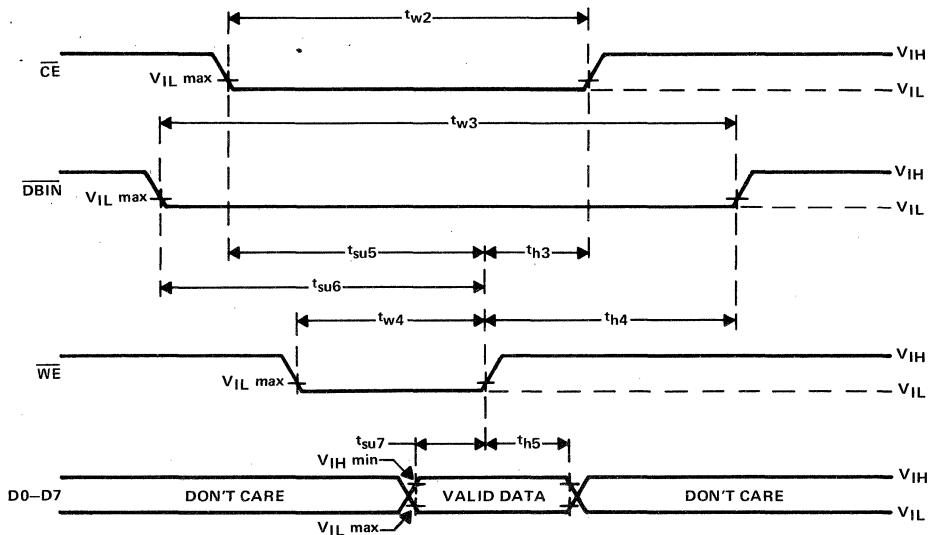 tw2
CE
VIL max
VIH
VIL
tw3
DBIN
VIL max
VIH
VIL
tsu5
th3
tsu6
tw4
th4
WE
VIL max
VIH
VIL
tsu7
th5
VIH min
D0–D7
DON'T CARE
VALID DATA
DON'T CARE
VIH
VIL
VIL max